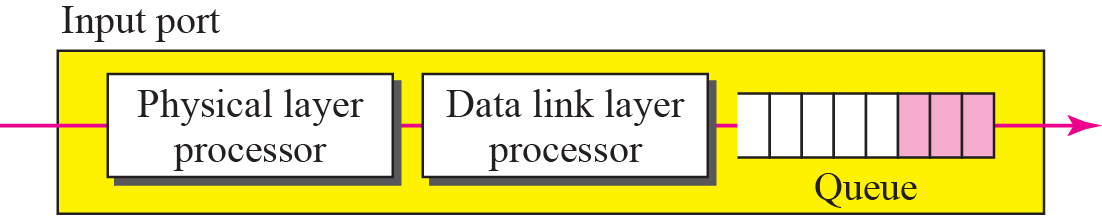 Input port
Physical layer
processor
Data link layer
processor
Queue